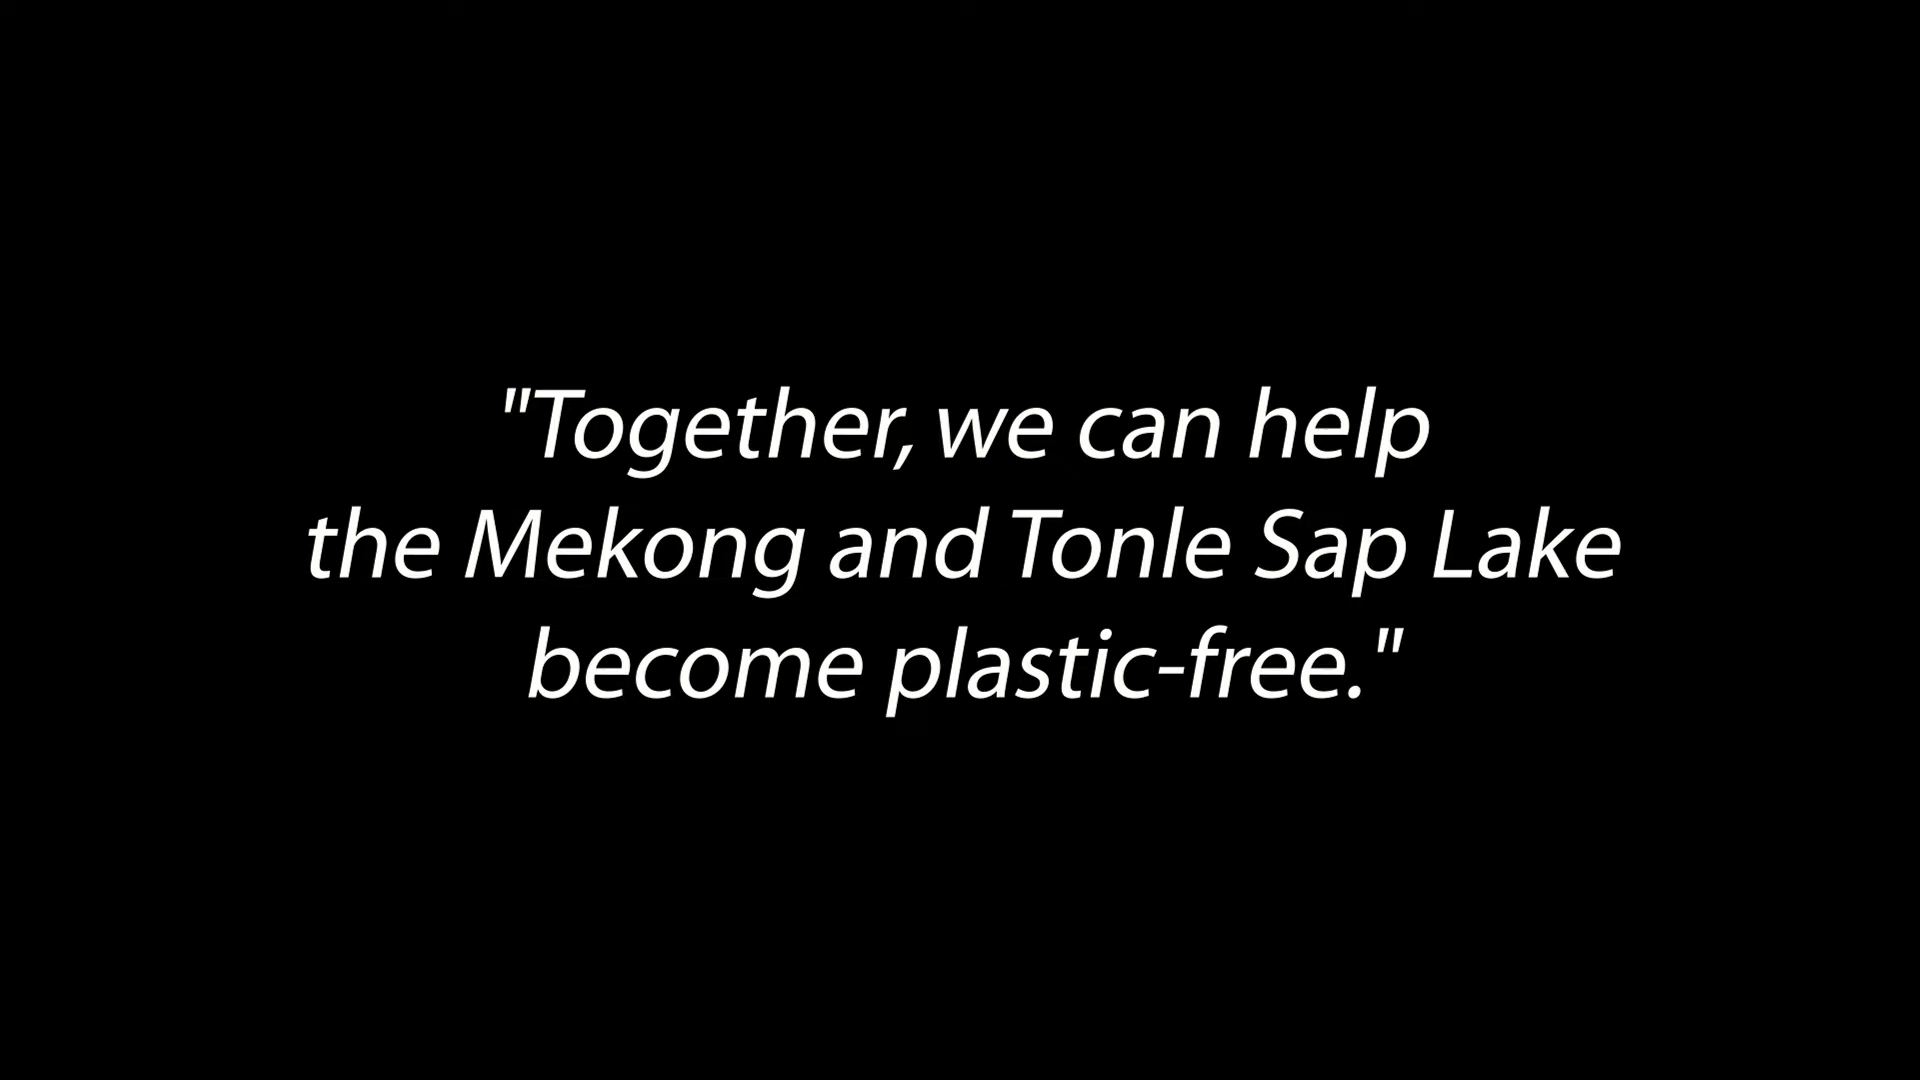 "Together, we can help
the Mekong and Tonle Sap Lake
become plastic-free."